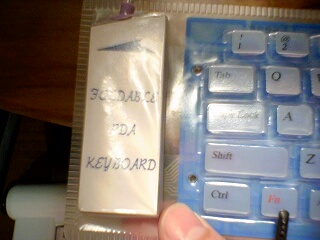 FOLDABLE
PDA
KEYBOARD
! 1 @ 2
Tab Q
Caps Lock A
Shift Z
Ctrl Fn